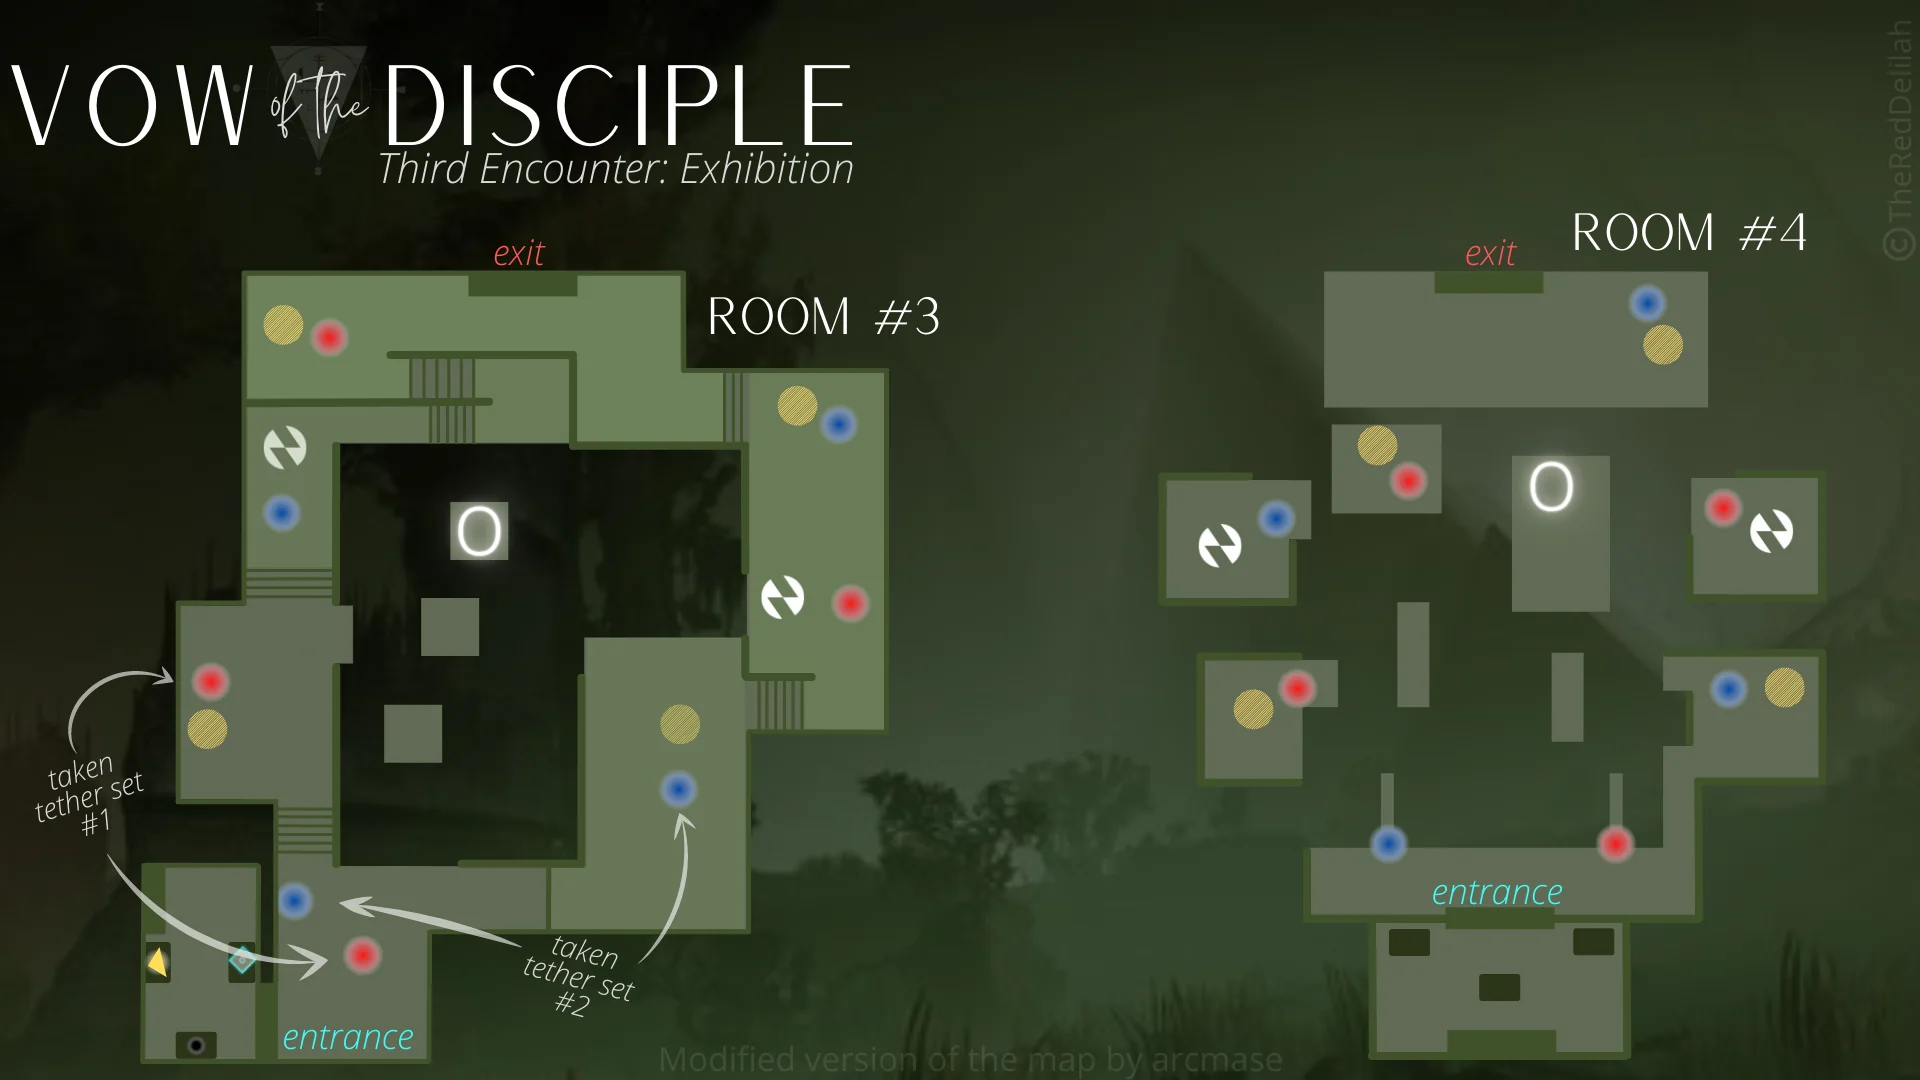 VOW of the DISCIPLE
Third Encounter: Exhibition
©TheRedDelilah
ROOM #4
exit
exit
ROOM #3
O
O
taken
tether set
#1
entrance
taken
tether set
#2
entrance
Modified version of the map by arcmase